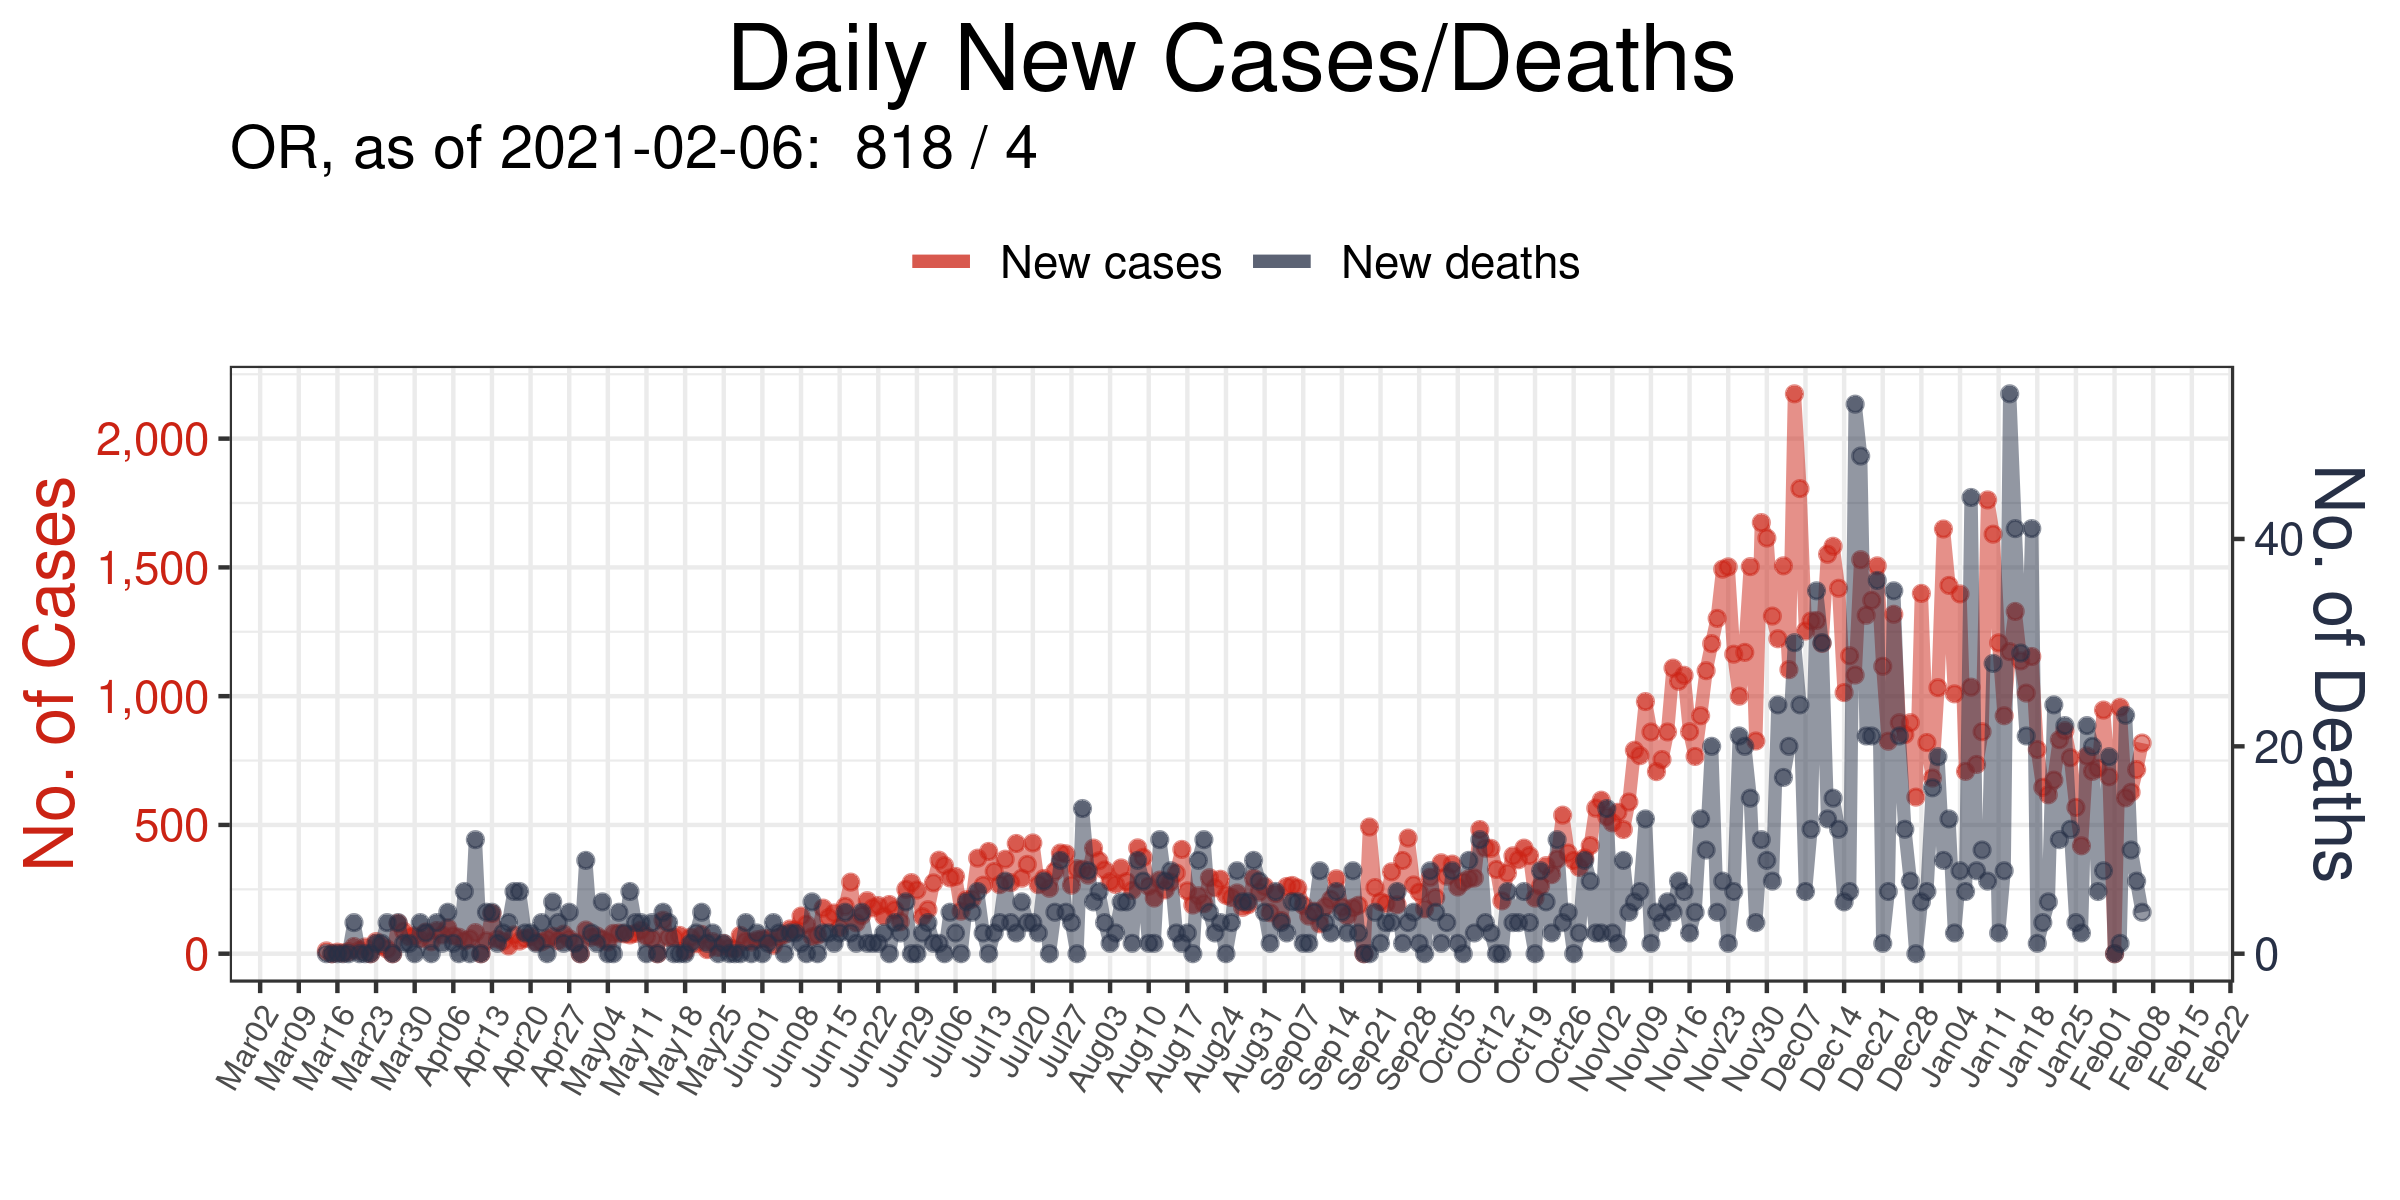 Daily New Cases/Deaths
OR, as of 2021-02-06:  818 / 4
New cases
New deaths
No. of Cases
2,000
1,500
1,000
500
0
No. of Deaths
40
20
0
Mar02
Mar09
Mar16
Mar23
Mar30
Apr06
Apr13
Apr20
Apr27
May04
May11
May18
May25
Jun01
Jun08
Jun15
Jun22
Jun29
Jul06
Jul13
Jul20
Jul27
Aug03
Aug10
Aug17
Aug24
Aug31
Sep07
Sep14
Sep21
Sep28
Oct05
Oct12
Oct19
Oct26
Nov02
Nov09
Nov16
Nov23
Nov30
Dec07
Dec14
Dec21
Dec28
Jan04
Jan11
Jan18
Jan25
Feb01
Feb08
Feb15
Feb22